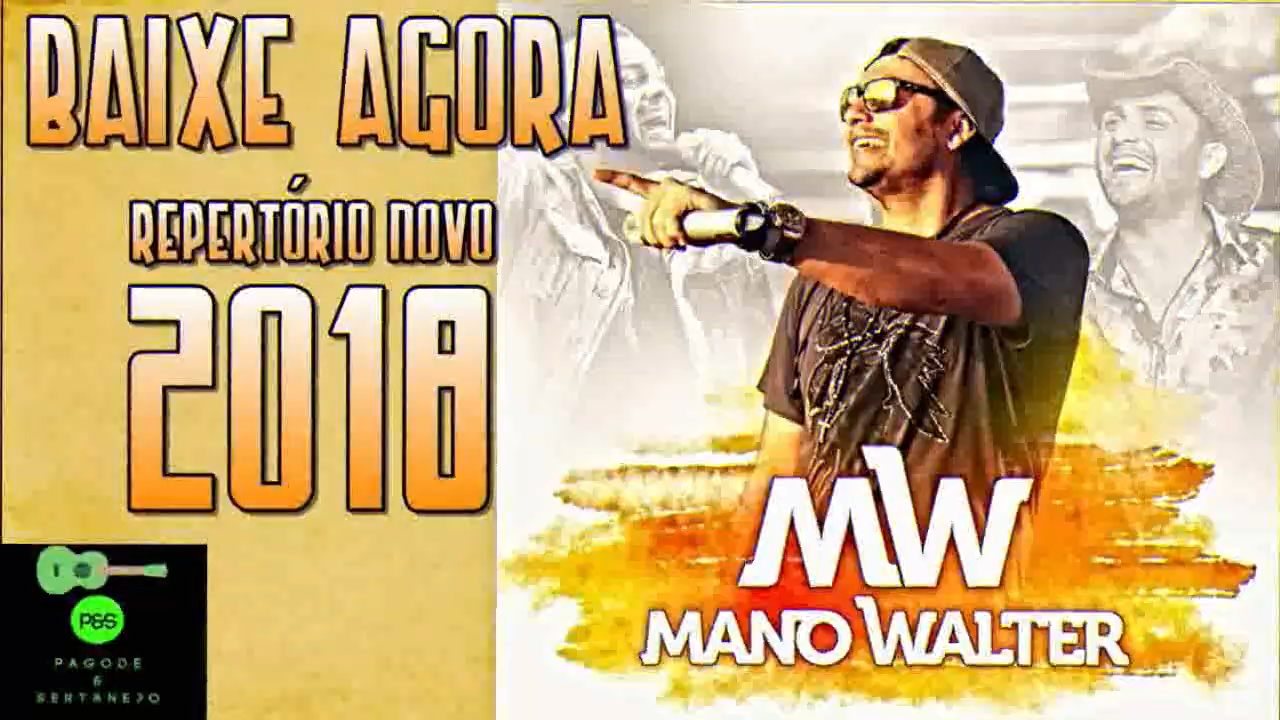 BAIXE AGORA
REPERTÓRIO NOVO
2018
MW
MANO WALTER
P&S
PAGODE
&
SERTANEJO